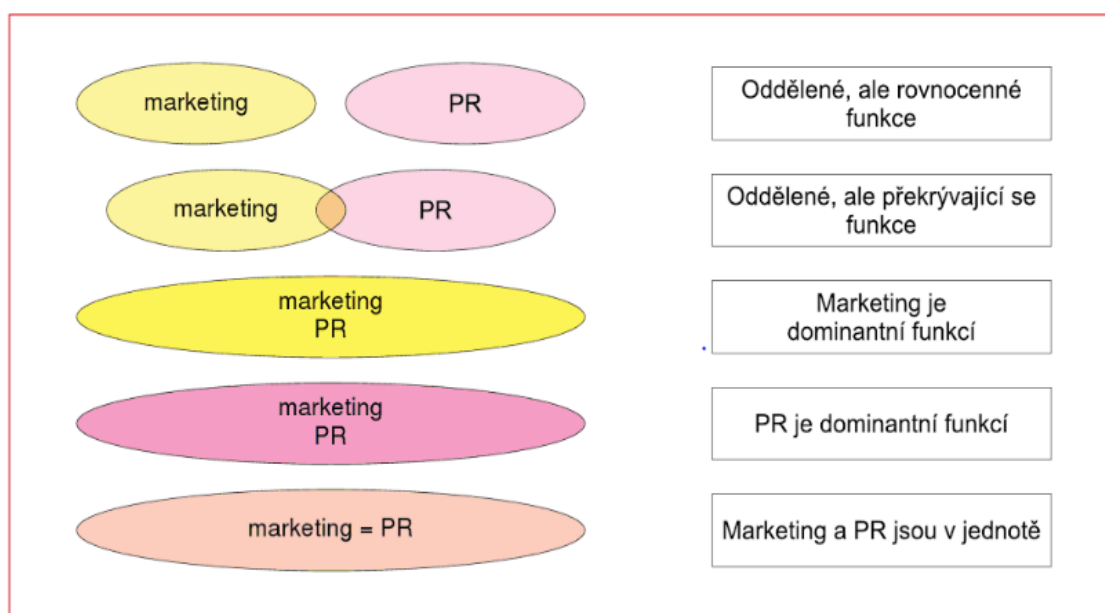 marketing
PR
Oddělené, ale rovnocenné
funkce
marketing
PR
Oddělené, ale překrývající se
funkce
marketing
PR
Marketing je
dominantní funkcí
marketing
PR
PR je dominantní funkcí
marketing = PR
Marketing a PR jsou v jednotě